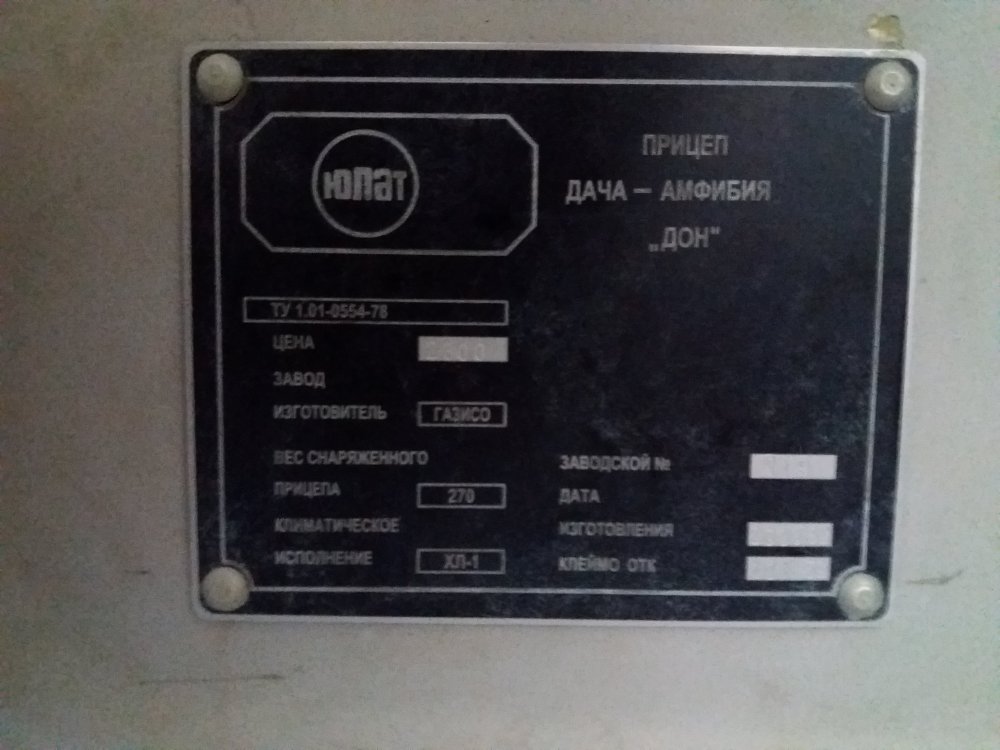 ЮПАТ
ПРИЦЕП
ДАЧА — АМФИБИЯ
„ДОН"
ТУ 1.01-0554-78
ЦЕНА
ЗАВОД
ИЗГОТОВИТЕЛЬ ГАЗИСО
ВЕС СНАРЯЖЕННОГО
ПРИЦЕПА 270
КЛИМАТИЧЕСКОЕ
ИСПОЛНЕНИЕ ХЛ-1
ЗАВОДСКОЙ №
ДАТА
ИЗГОТОВЛЕНИЯ
КЛЕЙМО ОТК